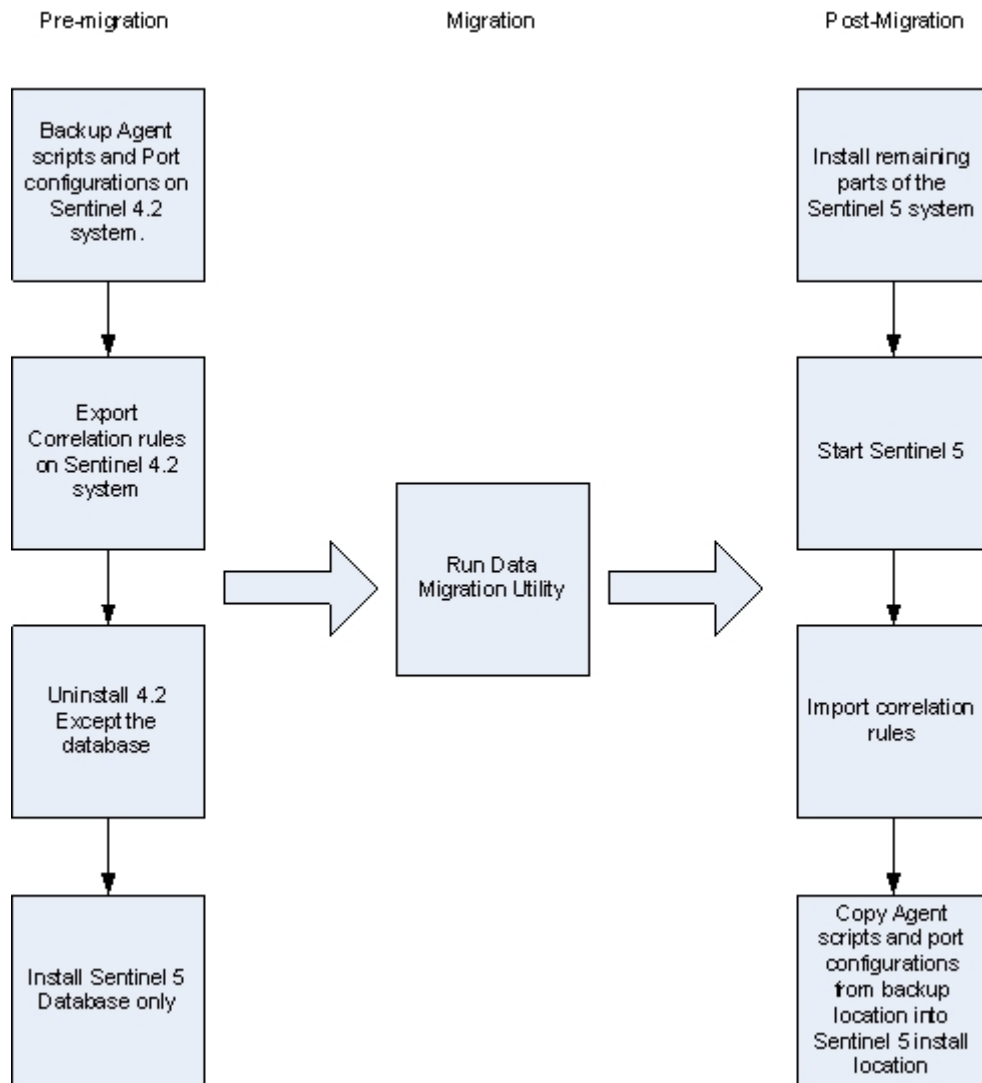 Pre-migration
Migration
Post-Migration
Backup Agent
scripts and Port
configurations on
Sentinel 4.2
system.
Export
Correlation rules
on Sentinel 4.2
system
Uninstall 4.2
Except the
database
Install Sentinel 5
Database only
Run Data
Migration Utility
Install remaining
parts of the
Sentinel 5 system
Start Sentinel 5
Import correlation
rules
Copy Agent
scripts and port
configurations
from backup
location into
Sentinel 5 install
location